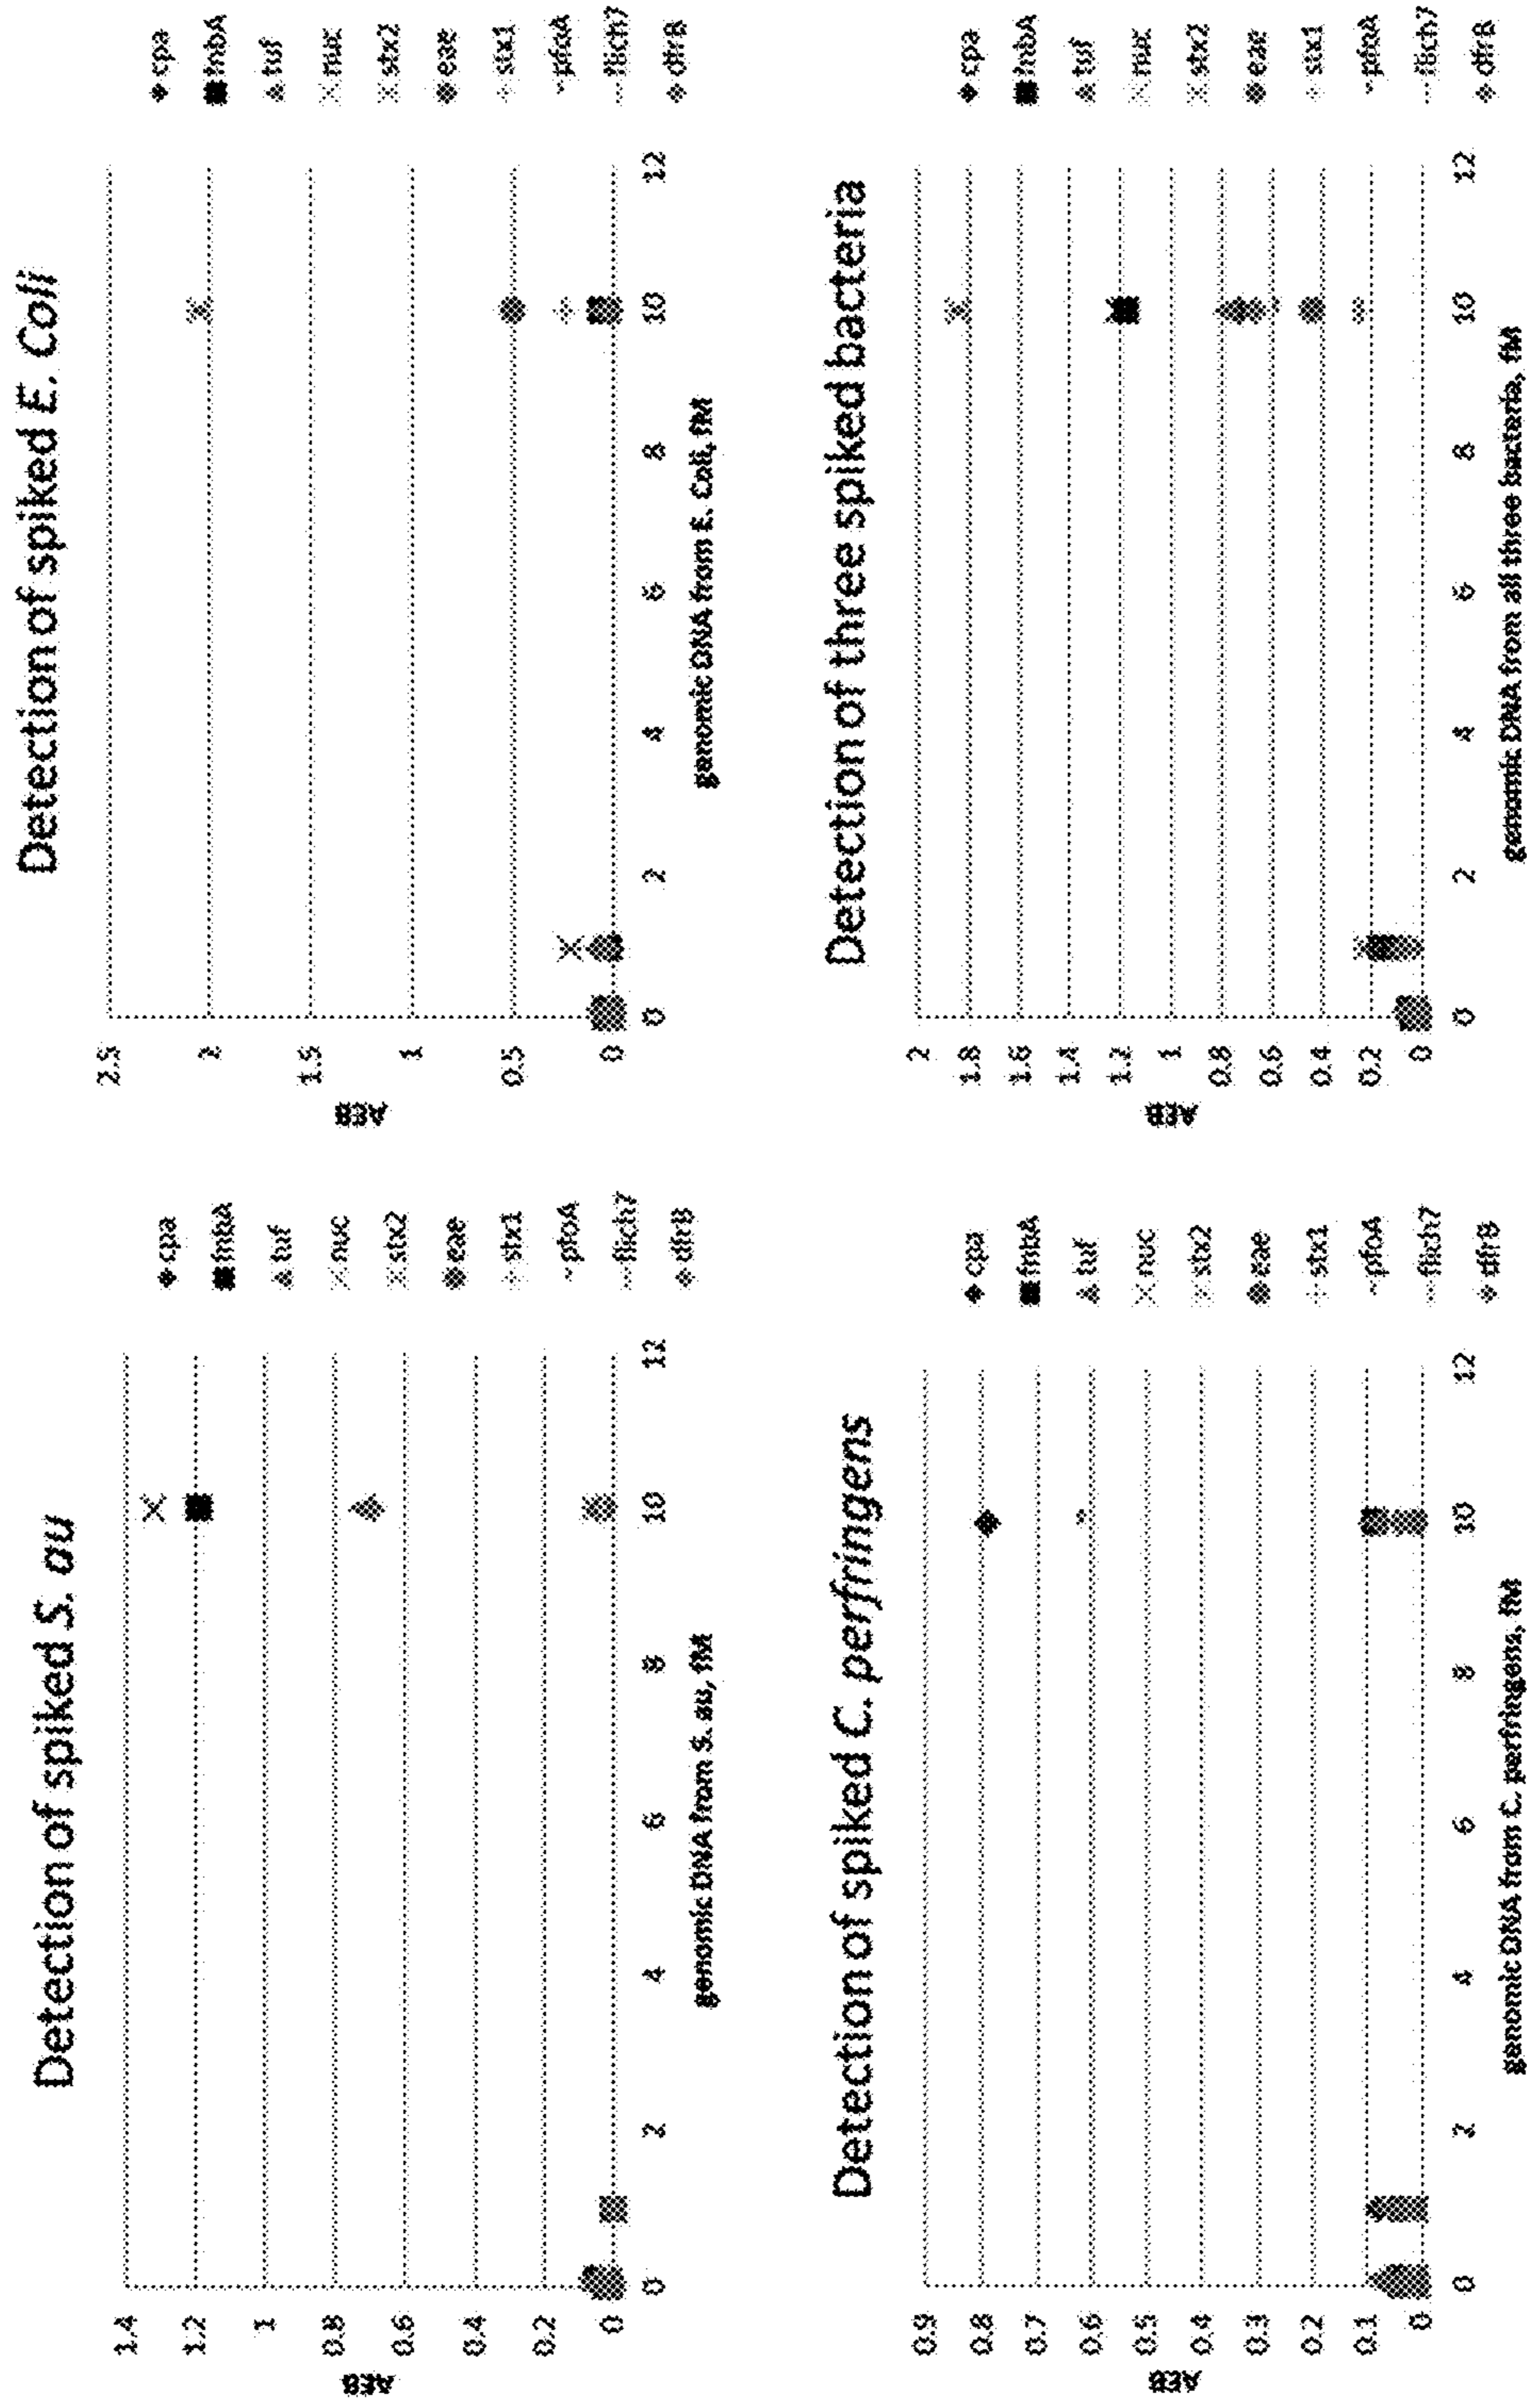 Detection of spiked S. au
1.4
1.2
1
0.8
0.6
0.4
0.2
0
AEB
0 2 4 6 8 10 12
genomic DNA from S. au, fM
cpa
fnbA
tuf
nuc
stx2
eae
stx1
pfoA
flich7
dfrB
Detection of spiked E. Coli
2.5
2
1.5
1
0.5
0
AEB
0 2 4 6 8 10 12
genomic DNA from E. Coli, fM
cpa
fnbA
tuf
nuc
stx2
eae
stx1
pfoA
flich7
dfrB
Detection of spiked C. perfringens
0.9
0.8
0.7
0.6
0.5
0.4
0.3
0.2
0.1
0
AEB
0 2 4 6 8 10 12
genomic DNA from C. perfringens, fM
cpa
fnbA
tuf
nuc
stx2
eae
stx1
pfoA
flich7
dfrB
Detection of three spiked bacteria
2
1.8
1.6
1.4
1.2
1
0.8
0.6
0.4
0.2
0
AEB
0 2 4 6 8 10 12
genomic DNA from all three bacteria, fM
cpa
fnbA
tuf
nuc
stx2
eae
stx1
pfoA
flich7
dfrB